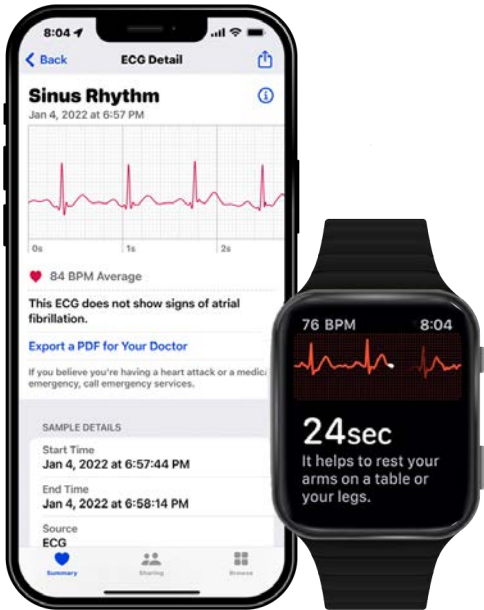 8:04
Back
ECG Detail
Sinus Rhythm
Jan 4, 2022 at 6:57 PM
0s
1s
2s
84 BPM Average
This ECG does not show signs of atrial
fibrillation.
Export a PDF for Your Doctor
If you believe you're having a heart attack or a medica
emergency, call emergency services.
SAMPLE DETAILS
Start Time
Jan 4, 2022 at 6:57:44 PM
End Time
Jan 4, 2022 at 6:58:14 PM
Source
ECG
Summary
Sharing
Browse
76 BPM
8:04
24sec
It helps to rest your
arms on a table or
your legs.